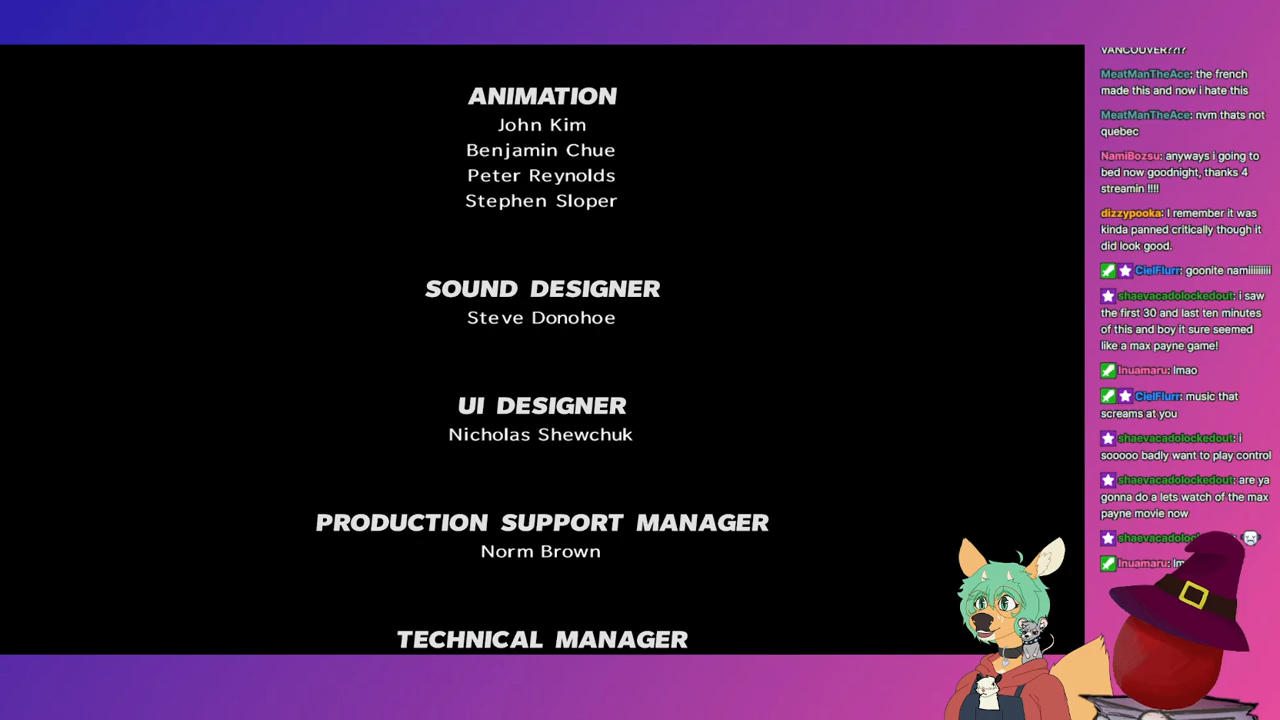 ANIMATION
John Kim
Benjamin Chue
Peter Reynolds
Stephen Sloper
SOUND DESIGNER
Steve Donohoe
UI DESIGNER
Nicholas Shewchuk
PRODUCTION SUPPORT MANAGER
Norm Brown
TECHNICAL MANAGER
VANCOUVER??!?
MeatManTheAce: the french
made this and now i hate this
MeatManTheAce: nvm thats not
quebec
NamiBozsu: anyways i going to
bed now goodnight, thanks 4
streamin !!!!
dizzypooka: I remember it was
kinda panned critically though it
did look good.
CielFlurr: goonite namiiiiiiiiii
shaevacadolockedout: i saw
the first 30 and last ten minutes
of this and boy it sure seemed
like a max payne game!
Inuamaru: lmao
CielFlurr: music that
screams at you
shaevacadolockedout: i
sooooo badly want to play control
shaevacadolockedout: are ya
gonna do a lets watch of the max
payne movie now
Inuamaru: